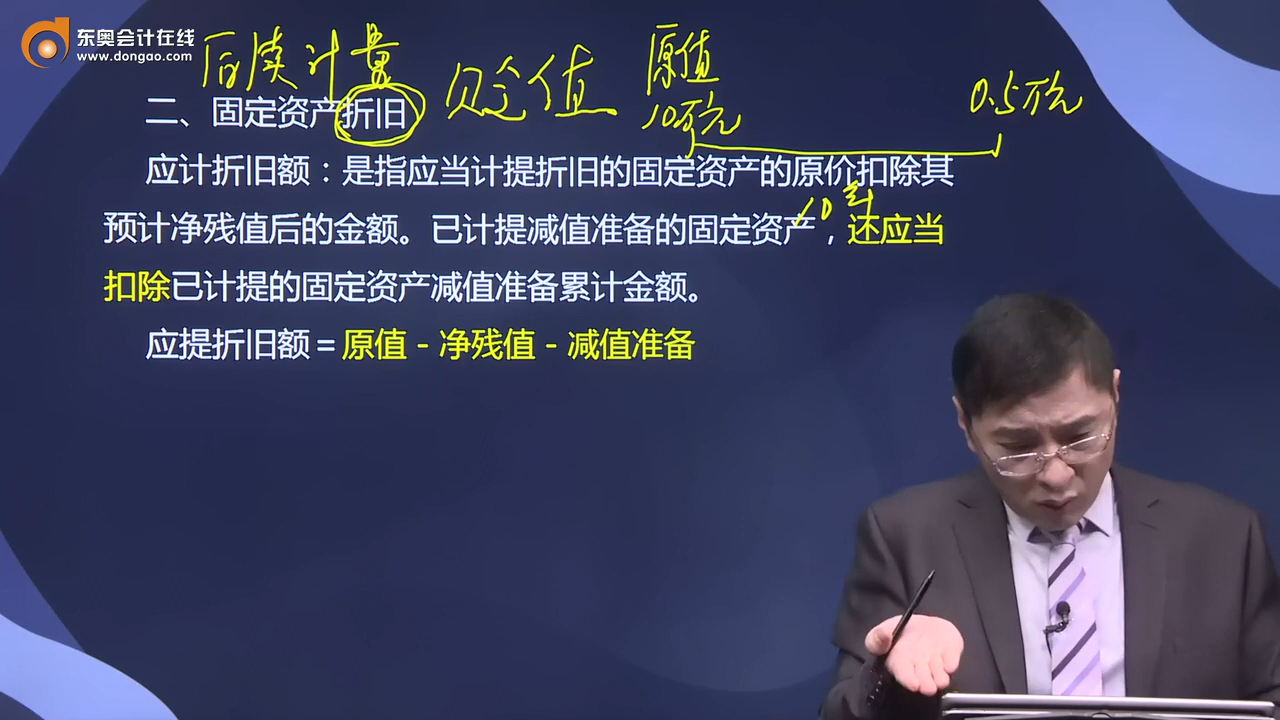 东奥会计在线
www.dongao.com
后续计量
贬值
原值
10万元
0.5万元
二、固定资产折旧
应计折旧额：是指应当计提折旧的固定资产的原价扣除其
10年
预计净残值后的金额。已计提减值准备的固定资产，还应当
扣除已计提的固定资产减值准备累计金额。
应提折旧额＝原值－净残值－减值准备